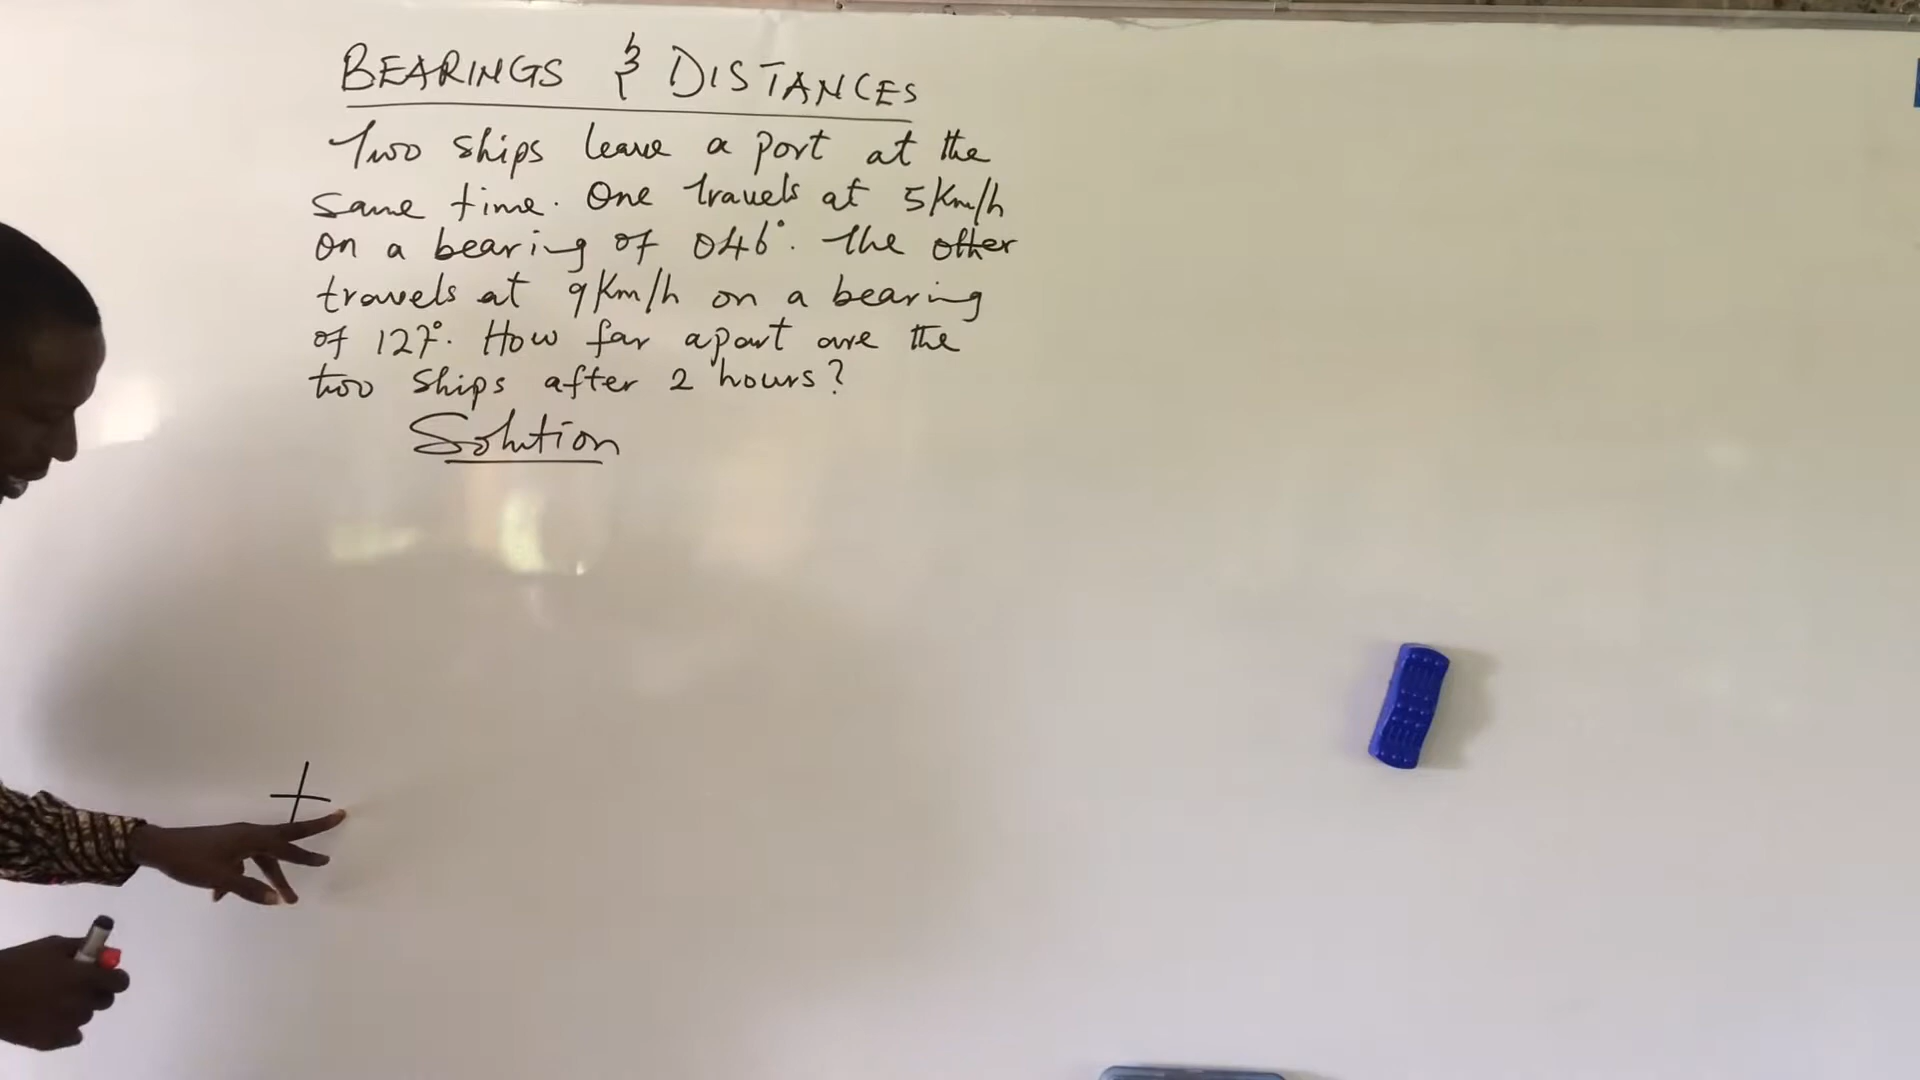 BEARINGS & DISTANCES
Two ships leave a port at the
same time. One travels at 5km/h
on a bearing of 046°. The other
travels at 9km/h on a bearing
of 127°. How far apart are the
two ships after 2 hours?
Solution